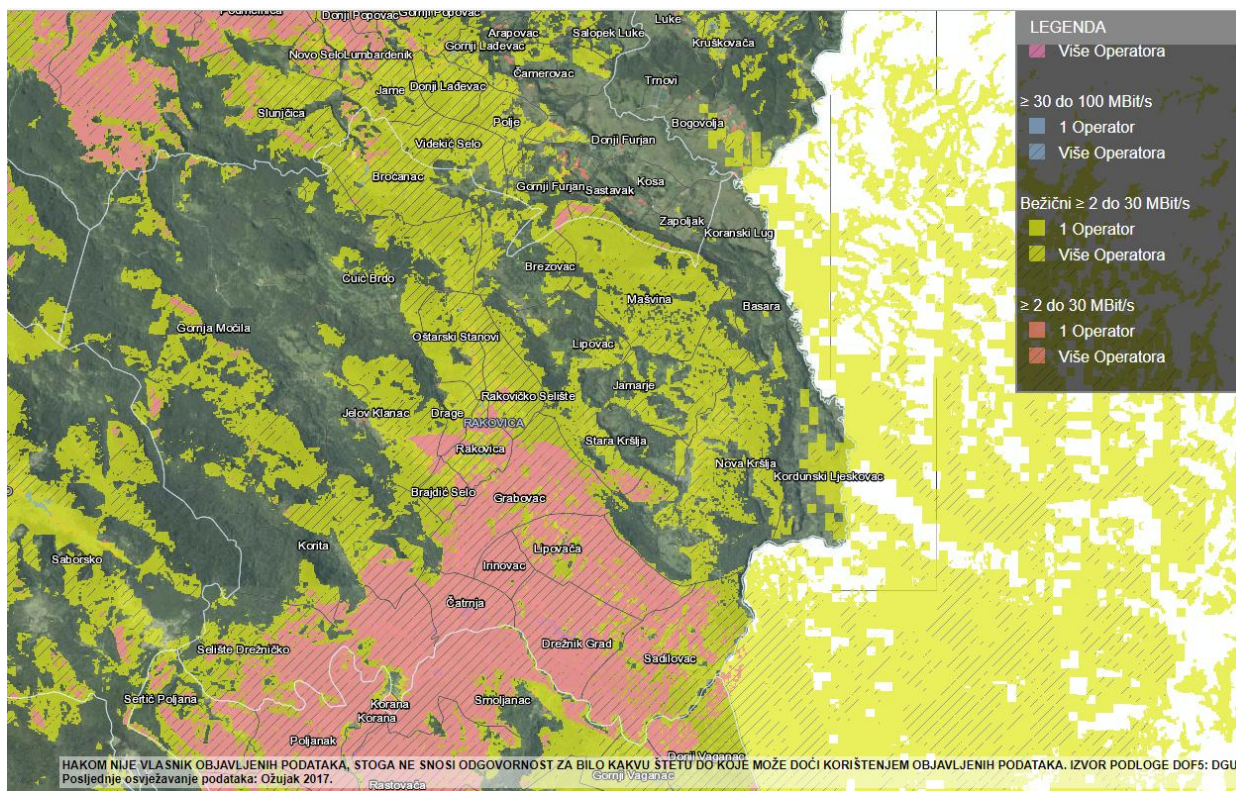 Podmelnica
Donji Popovac
Gornji Popovac
Luke
Arapovac
Salopek Luke
Kruškovača
Novo Selo
Lumbardenik
Gornji Lađevac
Čamerovac
Trnovi
Jame
Donji Lađevac
Slunjčica
Polje
Bogovolja
Videkić Selo
Donji Furjan
Broćanac
Gornji Furjan
Kosa
Sastavak
Zapoljak
Koranski Lug
Brezovac
Čuić Brdo
Mašvina
Basara
Gornja Močila
Oštarski Stanovi
Lipovac
Jamarje
Rakovičko Selište
Jelov Klanac
Drage
RAKOVICA
Rakovica
Stara Kršlja
Nova Kršlja
Kordunski Ljeskovac
Brajdić Selo
Grabovac
Korita
Lipovača
Saborsko
Irinovac
Čatrnja
Drežnik Grad
Selište Drežničko
Sadilovac
Sertić Poljana
Korana
Smoljanac
Korana
Poljanak
Donji Vaganac
Gornji Vaganac
Rastovača
LEGENDA
Više Operatora
≥ 30 do 100 MBit/s
1 Operator
Više Operatora
Bežični ≥ 2 do 30 MBit/s
1 Operator
Više Operatora
≥ 2 do 30 MBit/s
1 Operator
Više Operatora
HAKOM NIJE VLASNIK OBJAVLJENIH PODATAKA, STOGA NE SNOSI ODGOVORNOST ZA BILO KAKVU ŠTETU DO KOJE MOŽE DOĆI KORIŠTENJEM OBJAVLJENIH PODATAKA. IZVOR PODLOGE DOF5: DGU
Posljednje osvježavanje podataka: Ožujak 2017.